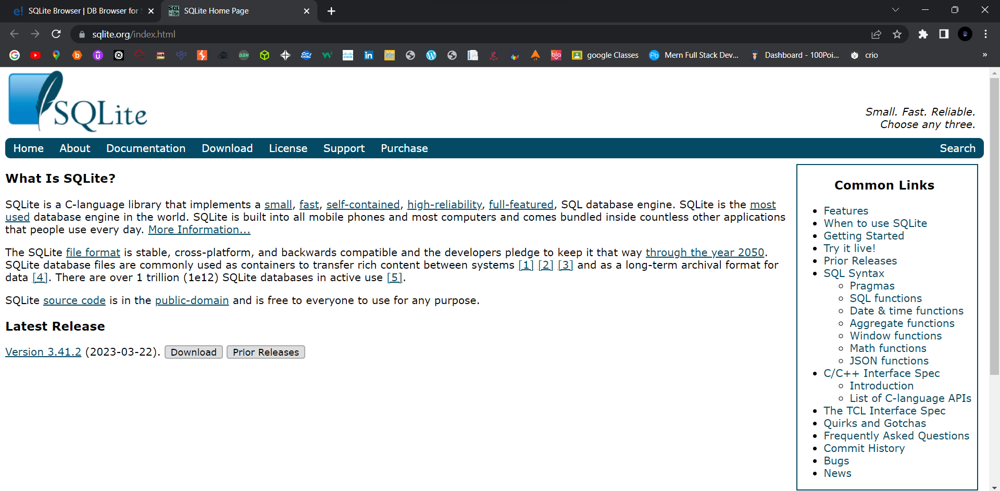 SQLite Browser | DB Browser for
SQLite Home Page
sqlite.org/index.html
google Classes
Mern Full Stack Dev...
Dashboard - 100Poi...
crio
SQLite
Small. Fast. Reliable.
Choose any three.
Home About Documentation Download License Support Purchase Search
What Is SQLite?
SQLite is a C-language library that implements a small, fast, self-contained, high-reliability, full-featured, SQL database engine. SQLite is the most
used database engine in the world. SQLite is built into all mobile phones and most computers and comes bundled inside countless other applications
that people use every day. More Information...
The SQLite file format is stable, cross-platform, and backwards compatible and the developers pledge to keep it that way through the year 2050.
SQLite database files are commonly used as containers to transfer rich content between systems [1] [2] [3] and as a long-term archival format for
data [4]. There are over 1 trillion (1e12) SQLite databases in active use [5].
SQLite source code is in the public-domain and is free to everyone to use for any purpose.
Latest Release
Version 3.41.2 (2023-03-22). Download Prior Releases
Common Links
Features
When to use SQLite
Getting Started
Try it live!
Prior Releases
SQL Syntax
Pragmas
SQL functions
Date & time functions
Aggregate functions
Window functions
Math functions
JSON functions
C/C++ Interface Spec
Introduction
List of C-language APIs
The TCL Interface Spec
Quirks and Gotchas
Frequently Asked Questions
Commit History
Bugs
News